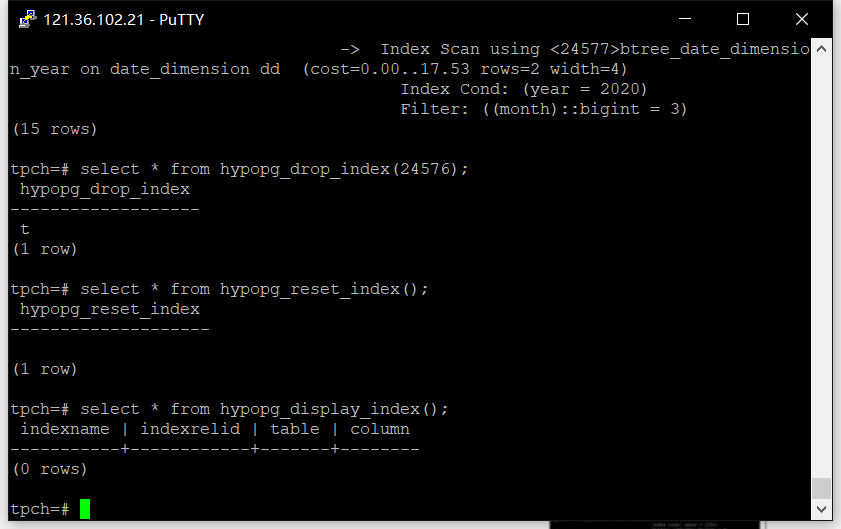 121.36.102.21 - PuTTY
->  Index Scan using <24577>btree_date_dimensio
n_year on date_dimension dd  (cost=0.00..17.53 rows=2 width=4)
Index Cond: (year = 2020)
Filter: ((month)::bigint = 3)
(15 rows)
tpch=# select * from hypopg_drop_index(24576);
hypopg_drop_index
-------------------
t
(1 row)
tpch=# select * from hypopg_reset_index();
hypopg_reset_index
--------------------
(1 row)
tpch=# select * from hypopg_display_index();
indexname | indexrelid | table | column
-----------+------------+-------+--------
(0 rows)
tpch=#